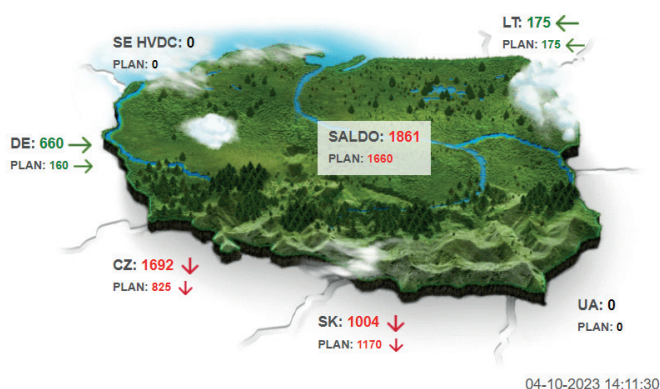 LT: 175 ←
PLAN: 175 ←
SE HVDC: 0
PLAN: 0
DE: 660 →
PLAN: 160 →
SALDO: 1861
PLAN: 1660
CZ: 1692 ↓
PLAN: 825 ↓
SK: 1004 ↓
PLAN: 1170 ↓
UA: 0
PLAN: 0
04-10-2023 14:11:30